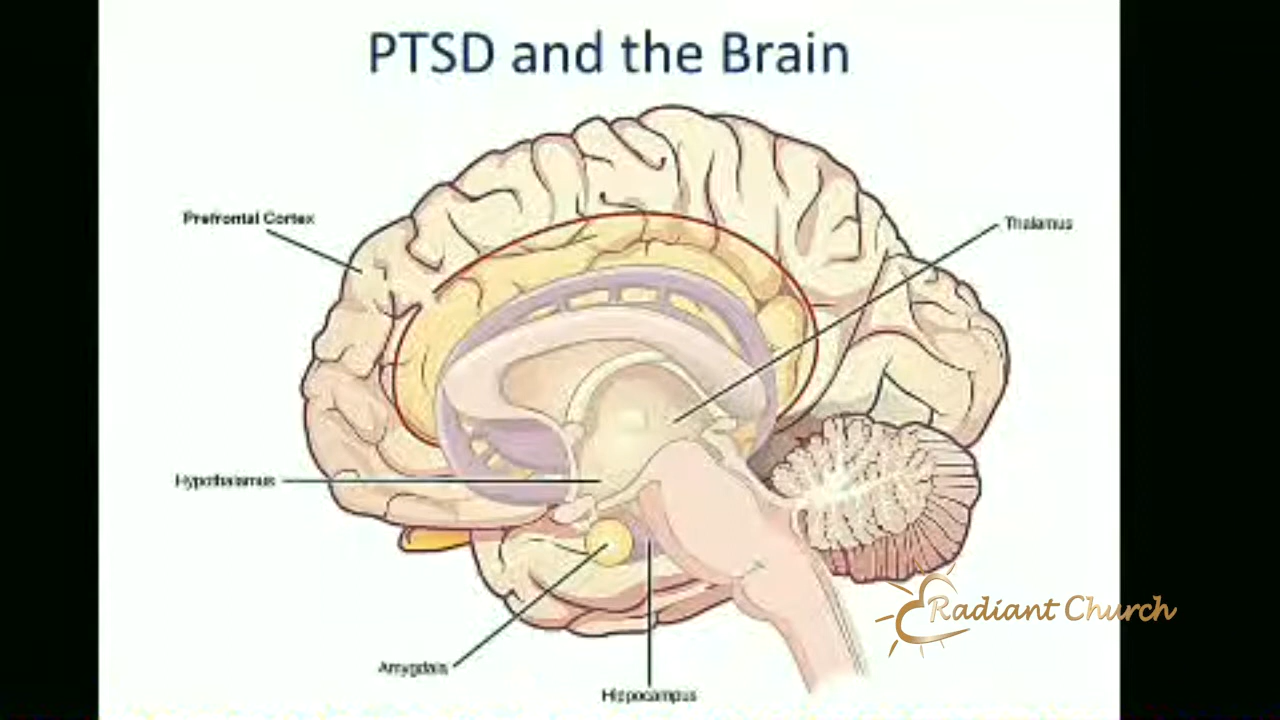 PTSD and the Brain
Prefrontal Cortex
Thalamus
Hypothalamus
Radiant Church
Amygdala
Hippocampus